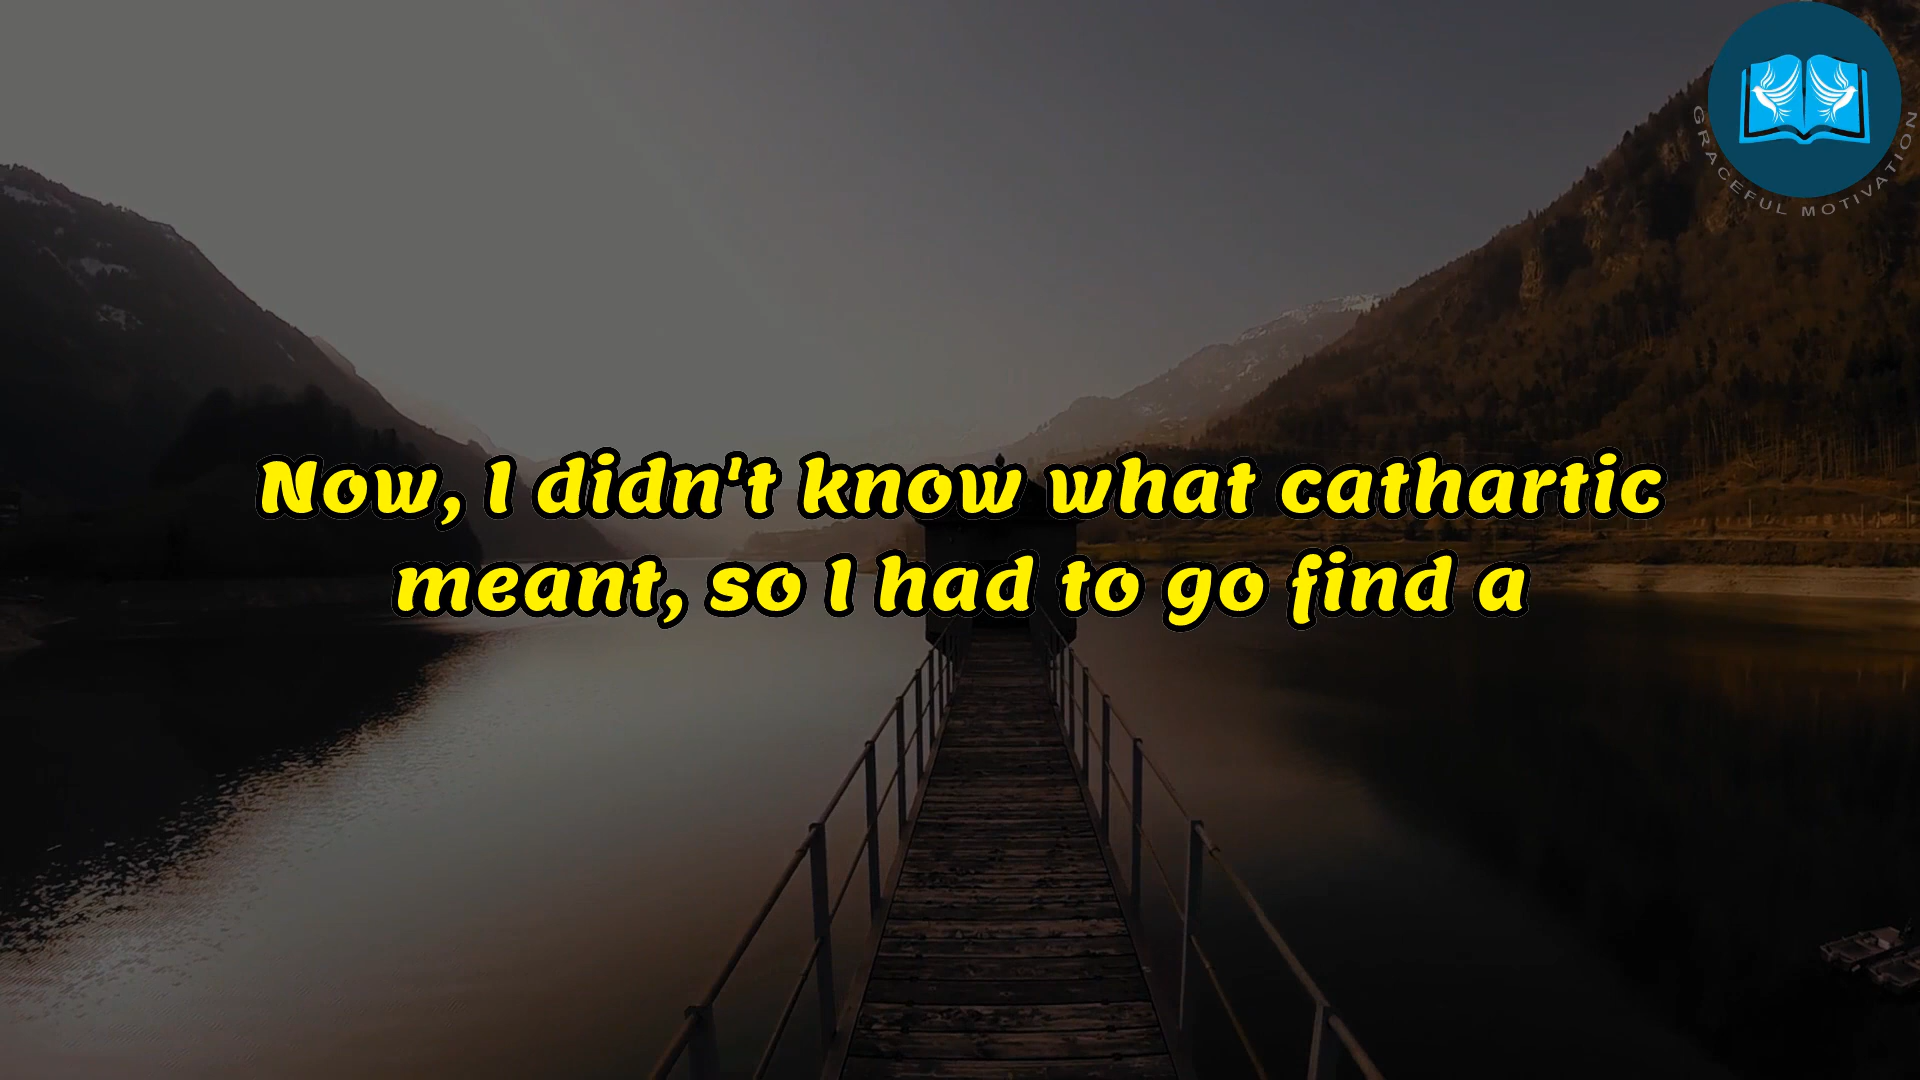 GRACEFUL MOTIVATION
Now, I didn't know what cathartic
meant, so I had to go find a